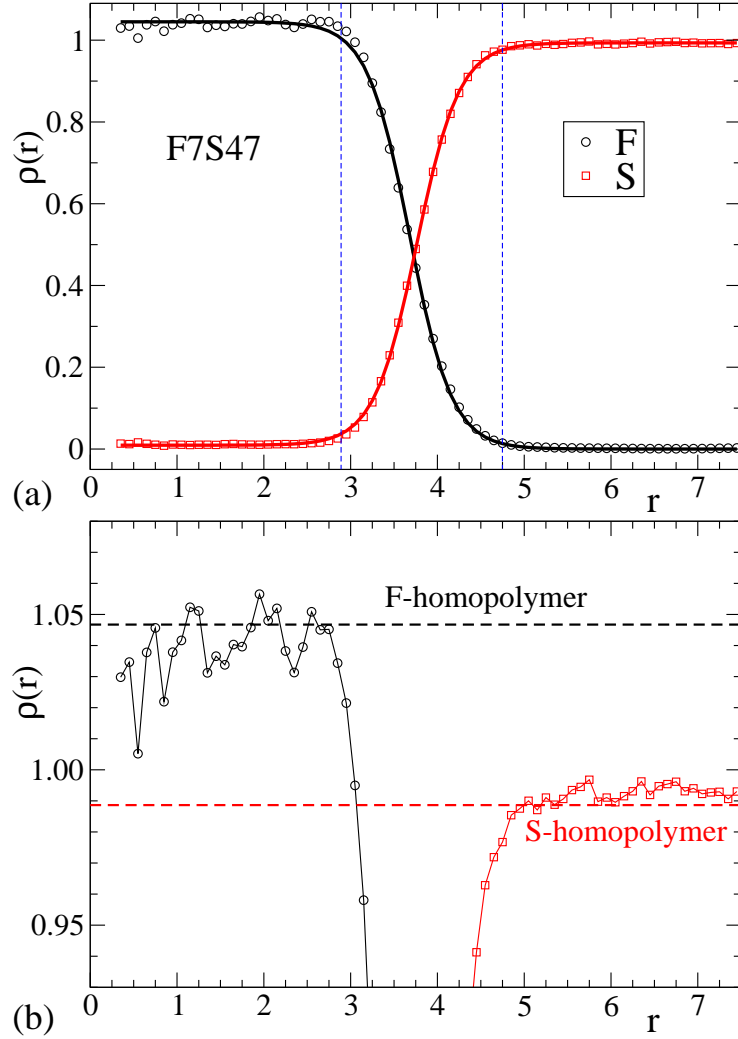 1
0.8
0.6
0.4
0.2
0
ρ(r)
F7S47
F
S
(a)
0 1 2 3 4 5 6 7
r
1.05
1.00
0.95
ρ(r)
F-homopolymer
S-homopolymer
(b)
0 1 2 3 4 5 6 7
r